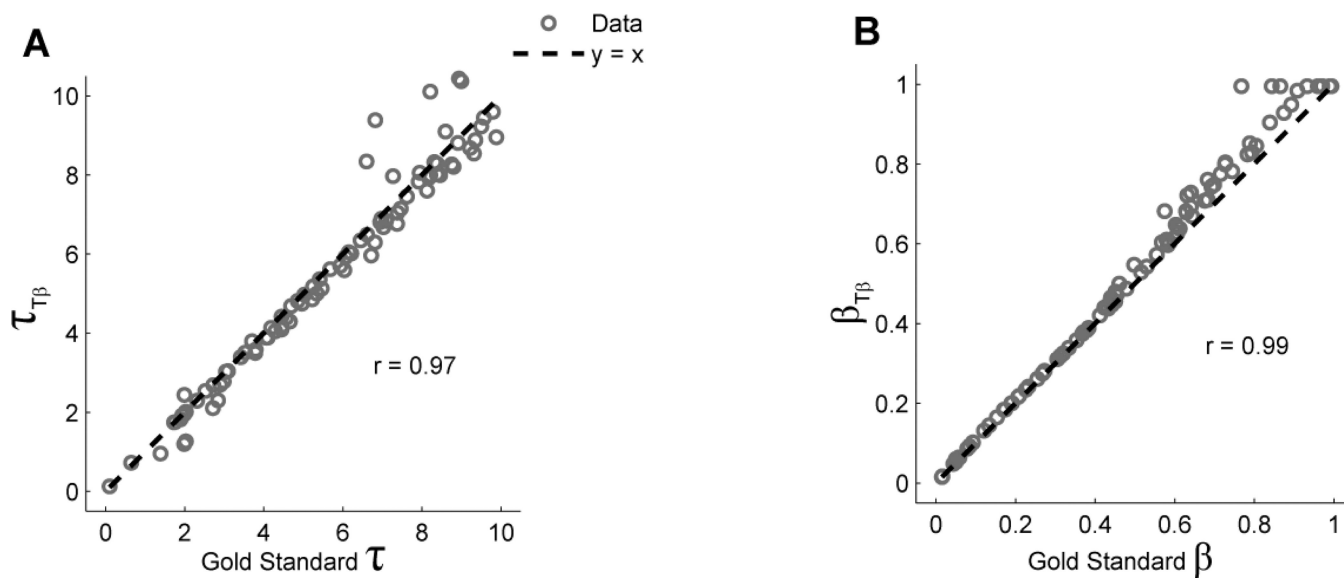 A
Data
y = x
B
10
8
6
4
2
0
τTβ
r = 0.97
0 2 4 6 8 10
Gold Standard τ
1
0.8
0.6
0.4
0.2
0
βTβ
r = 0.99
0 0.2 0.4 0.6 0.8 1
Gold Standard β